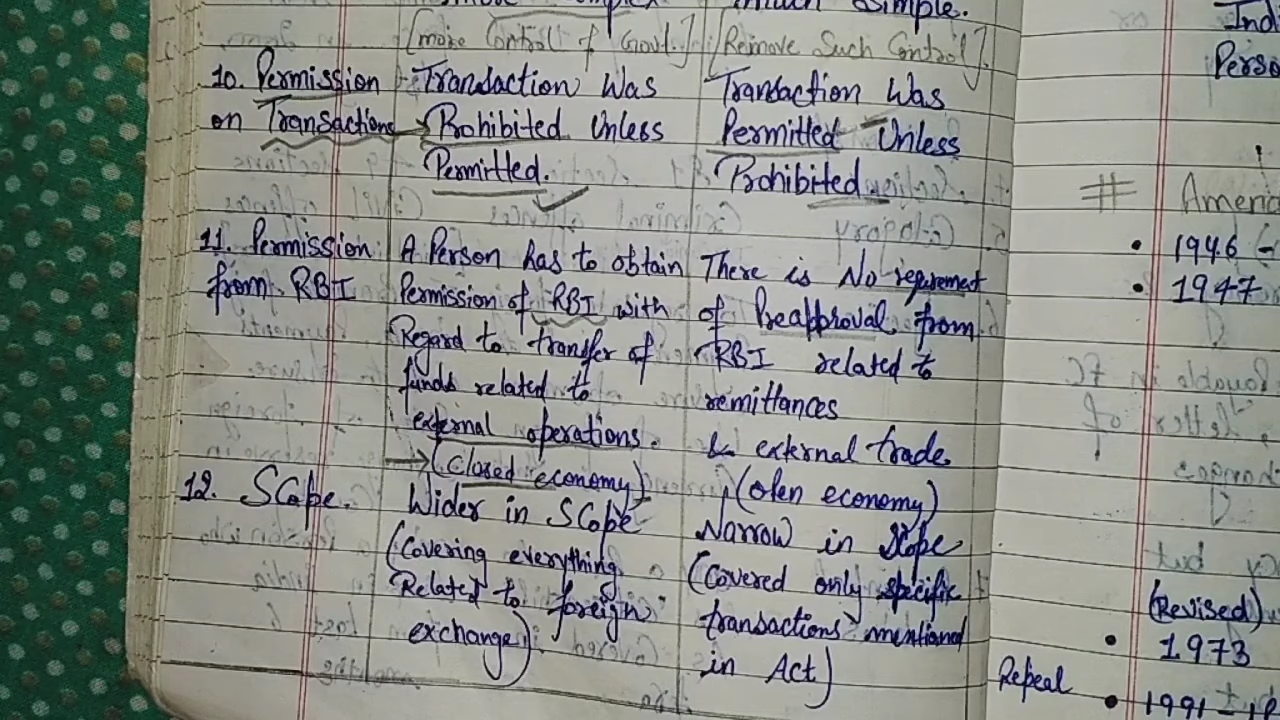 Simple.
[more Control of Govt.] [Remove Such Control].
10. Permission on Transactions
Transaction Was
Prohibited Unless
Permitted.
Transaction Was
Permitted Unless
Prohibited
11. Permission
from RBI
A Person has to obtain
Permission of RBI with
Regard to transfer of
funds related to
external operations.
(Closed economy)
There is No requirement
of Preapproval from
RBI related to
remittances
& external trade
(open economy)
12. Scope.
Wider in Scope
(Covering everything
Related to foreign
exchange)
Narrow in Scope
(Covered only specific
transactions mentioned
in Act)
Ind
Perso
# Americ
• 1946 -
• 1947
(Revised)
• 1973
Repeal • 1991 -